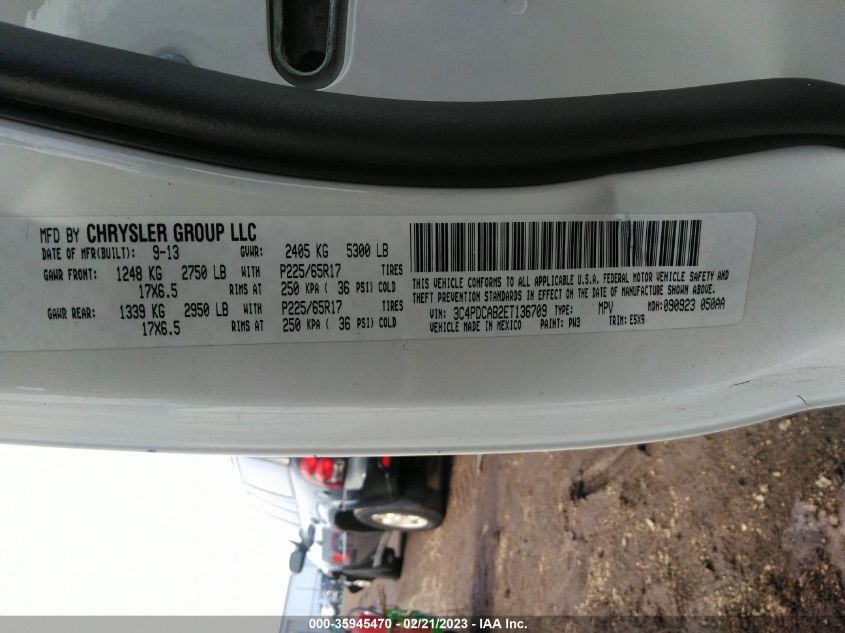 MFD BY CHRYSLER GROUP LLC
DATE OF MFR(BUILT): 9-13 GVWR: 2405 KG 5300 LB
GAWR FRONT: 1248 KG 2750 LB WITH P225/65R17 TIRES
17X6.5 RIMS AT 250 KPA ( 36 PSI) COLD
GAWR REAR: 1339 KG 2950 LB WITH P225/65R17 TIRES
17X6.5 RIMS AT 250 KPA ( 36 PSI) COLD
THIS VEHICLE CONFORMS TO ALL APPLICABLE U.S.A. FEDERAL MOTOR VEHICLE SAFETY AND
THEFT PREVENTION STANDARDS IN EFFECT ON THE DATE OF MANUFACTURE SHOWN ABOVE.
VIN: 3C4PDCAB2ET136709 TYPE: MPV MDH:090923 050AA
VEHICLE MADE IN MEXICO PAINT: PW3 TRIM: E5X9
000-35945470 - 02/21/2023 - IAA Inc.